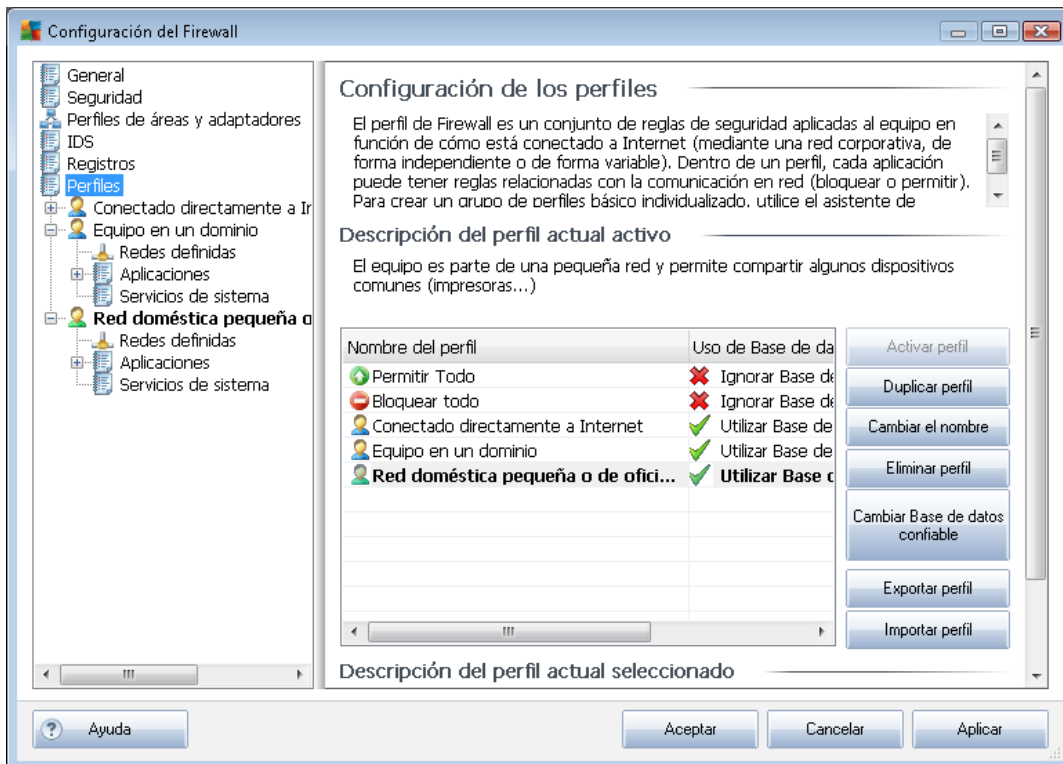 Configuración del Firewall
General
Seguridad
Perfiles de áreas y adaptadores
IDS
Registros
Perfiles
Conectado directamente a Ir
Equipo en un dominio
Redes definidas
Aplicaciones
Servicios de sistema
Red doméstica pequeña o
Redes definidas
Aplicaciones
Servicios de sistema
Configuración de los perfiles
El perfil de Firewall es un conjunto de reglas de seguridad aplicadas al equipo en
función de cómo está conectado a Internet (mediante una red corporativa, de
forma independiente o de forma variable). Dentro de un perfil, cada aplicación
puede tener reglas relacionadas con la comunicación en red (bloquear o permitir).
Para crear un grupo de perfiles básico individualizado, utilice el asistente de
Descripción del perfil actual activo
El equipo es parte de una pequeña red y permite compartir algunos dispositivos
comunes (impresoras...)
Nombre del perfil Uso de Base de da
Permitir Todo Ignorar Base de
Bloquear todo Ignorar Base de
Conectado directamente a Internet Utilizar Base de
Equipo en un dominio Utilizar Base de
Red doméstica pequeña o de ofici... Utilizar Base c
Activar perfil
Duplicar perfil
Cambiar el nombre
Eliminar perfil
Cambiar Base de datos
confiable
Exportar perfil
Importar perfil
Descripción del perfil actual seleccionado
Ayuda
Aceptar
Cancelar
Aplicar